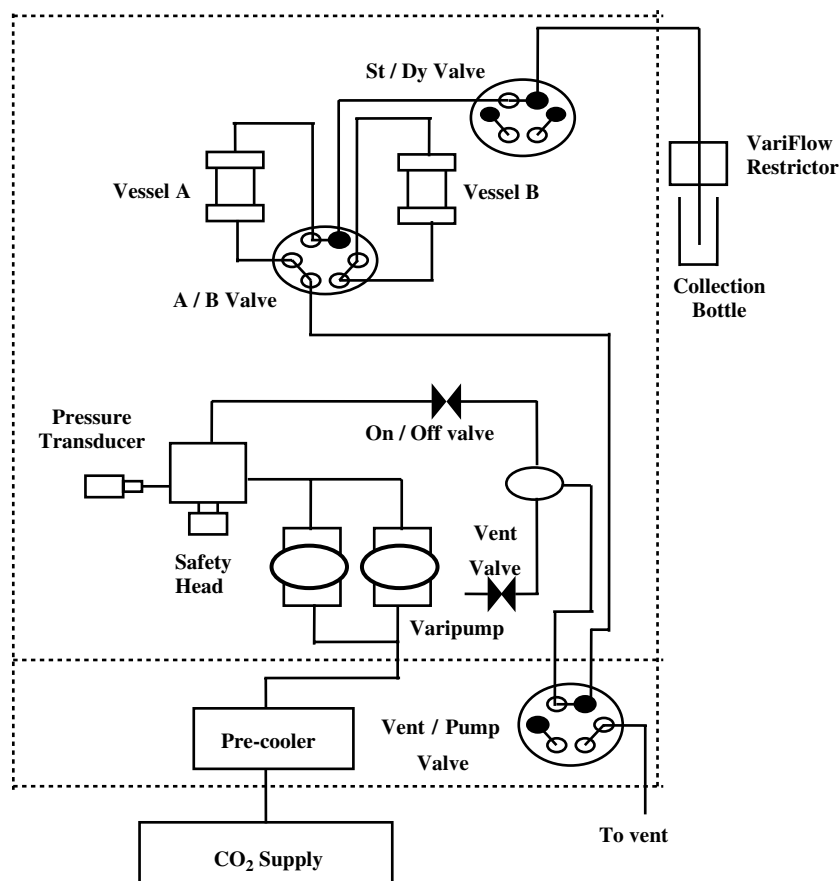 St / Dy Valve
VariFlow
Restrictor
Vessel A
Vessel B
Collection
Bottle
A / B Valve
Pressure
Transducer
On / Off valve
Vent
Valve
Safety
Head
Varipump
Pre-cooler
Vent / Pump
Valve
To vent
CO₂ Supply